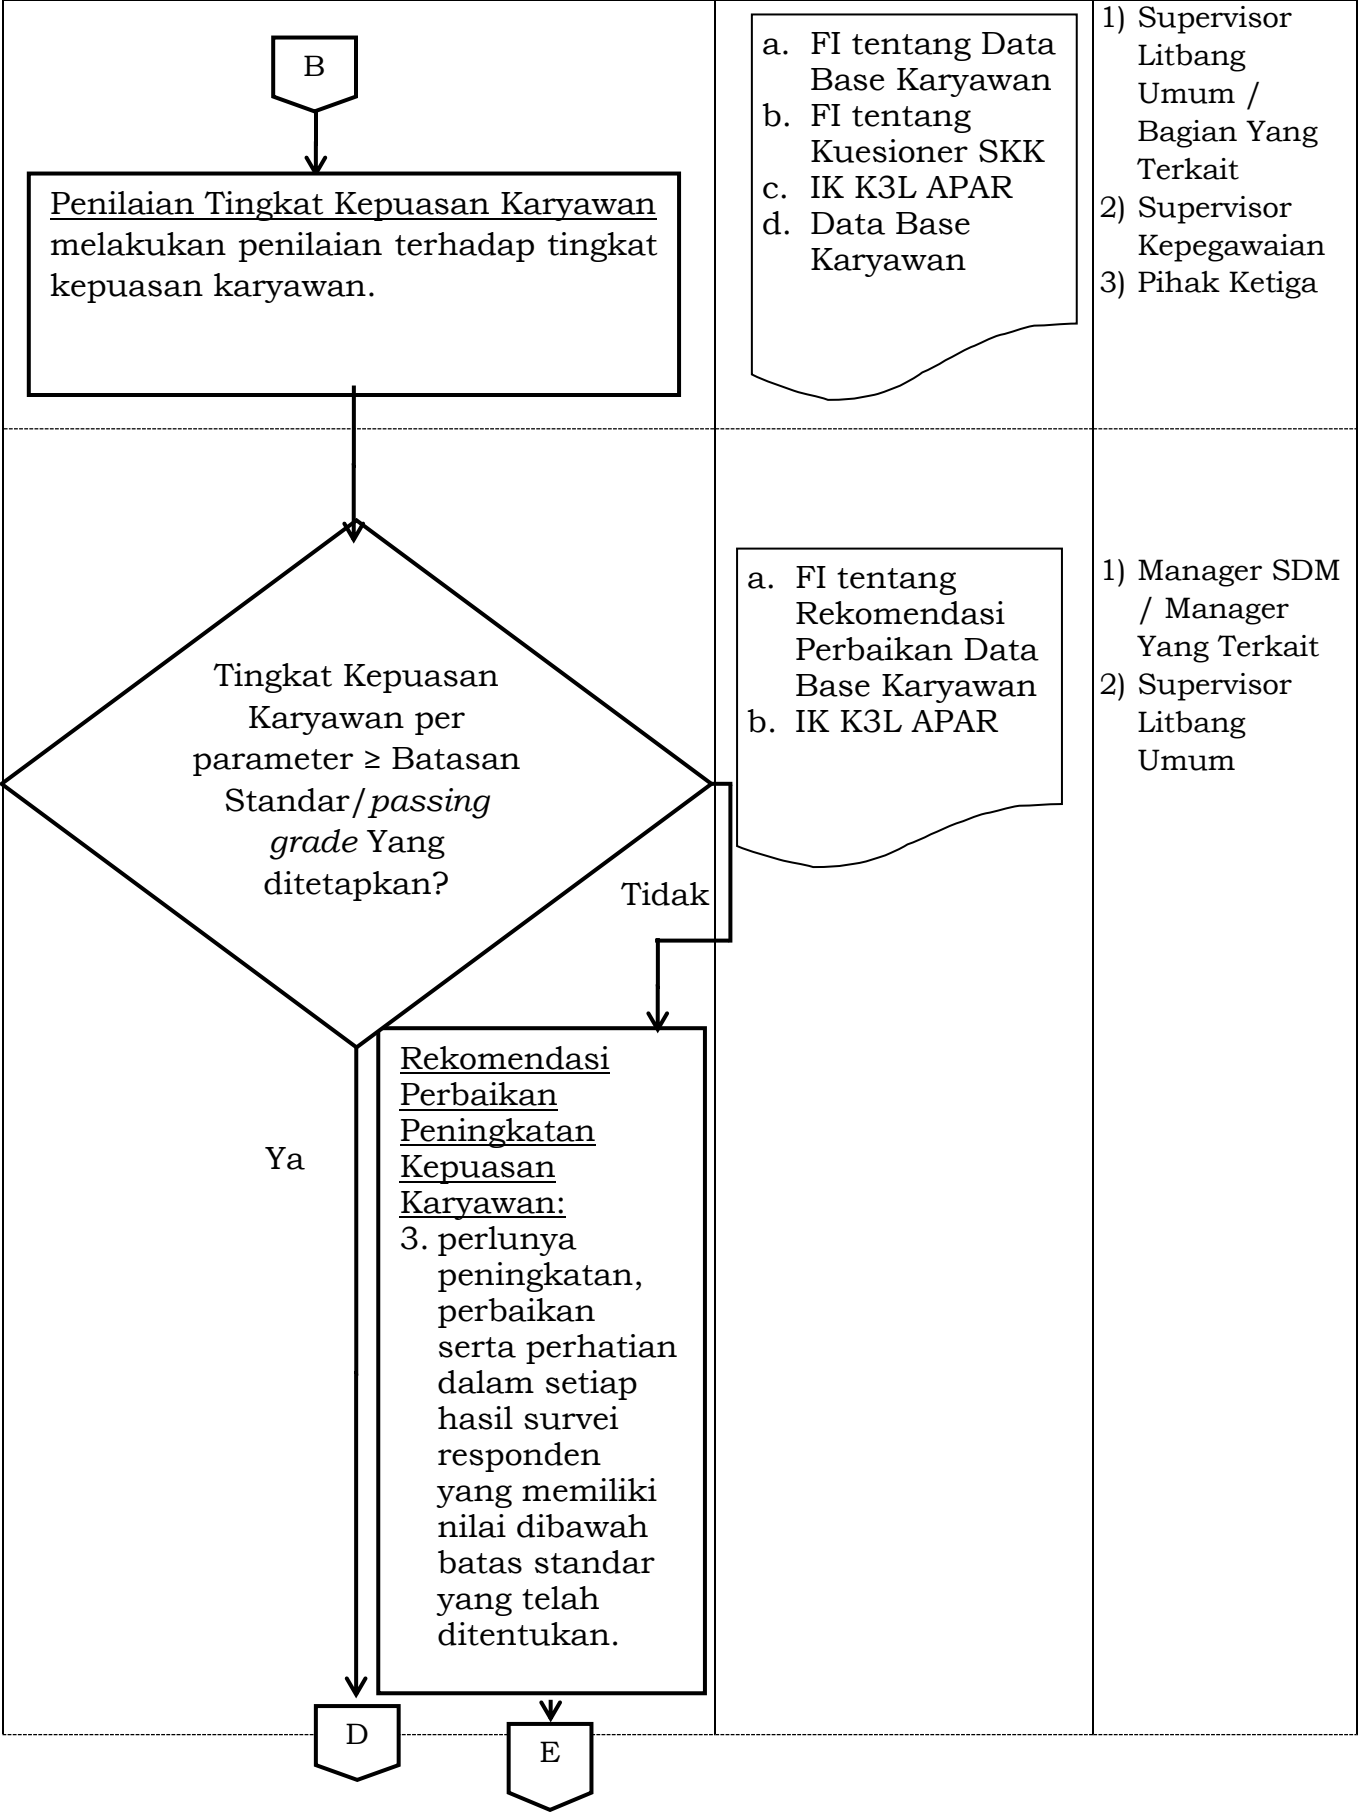 B
Penilaian Tingkat Kepuasan Karyawan
melakukan penilaian terhadap tingkat
kepuasan karyawan.
a. FI tentang Data
Base Karyawan
b. FI tentang
Kuesioner SKK
c. IK K3L APAR
d. Data Base
Karyawan
1) Supervisor
Litbang
Umum /
Bagian Yang
Terkait
2) Supervisor
Kepegawaian
3) Pihak Ketiga
Tingkat Kepuasan
Karyawan per
parameter ≥ Batasan
Standar/passing
grade Yang
ditetapkan?
Tidak
Ya
a. FI tentang
Rekomendasi
Perbaikan Data
Base Karyawan
b. IK K3L APAR
1) Manager SDM
/ Manager
Yang Terkait
2) Supervisor
Litbang
Umum
Rekomendasi
Perbaikan
Peningkatan
Kepuasan
Karyawan:
3. perlunya
peningkatan,
perbaikan
serta perhatian
dalam setiap
hasil survei
responden
yang memiliki
nilai dibawah
batas standar
yang telah
ditentukan.
D
E